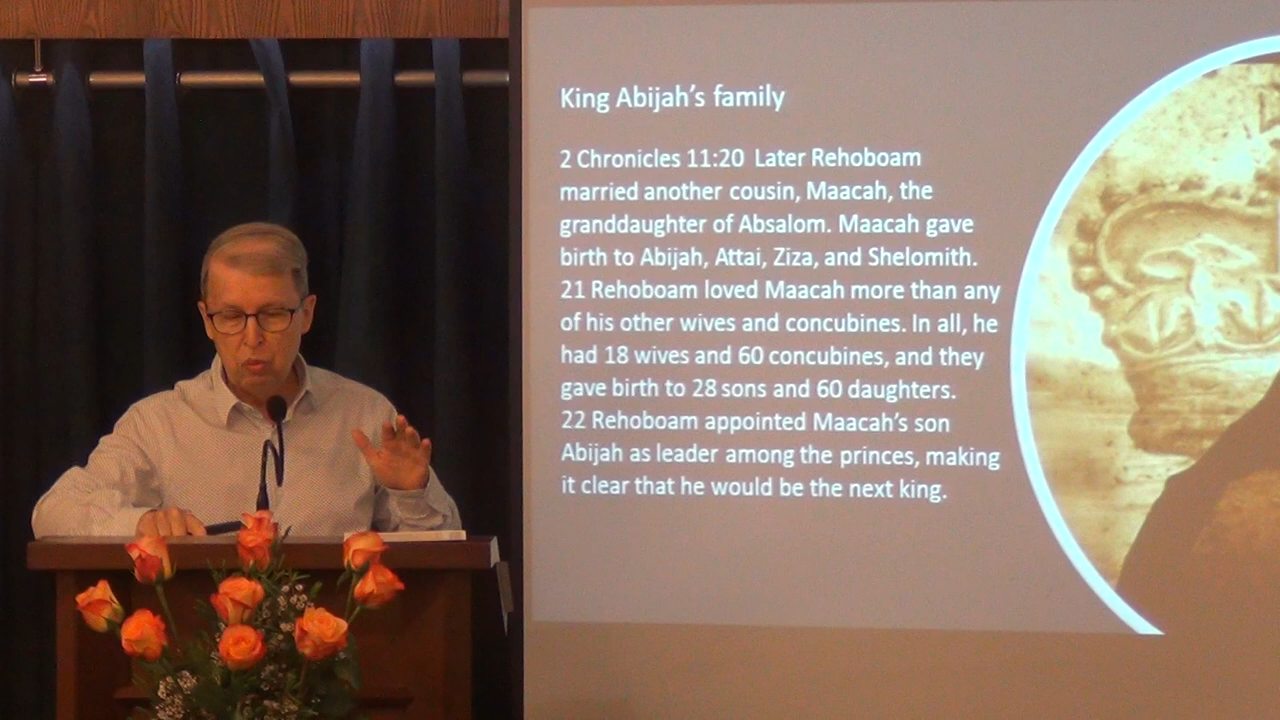 King Abijah's family
2 Chronicles 11:20  Later Rehoboam
married another cousin, Maacah, the
granddaughter of Absalom. Maacah gave
birth to Abijah, Attai, Ziza, and Shelomith.
21 Rehoboam loved Maacah more than any
of his other wives and concubines. In all, he
had 18 wives and 60 concubines, and they
gave birth to 28 sons and 60 daughters.
22 Rehoboam appointed Maacah's son
Abijah as leader among the princes, making
it clear that he would be the next king.